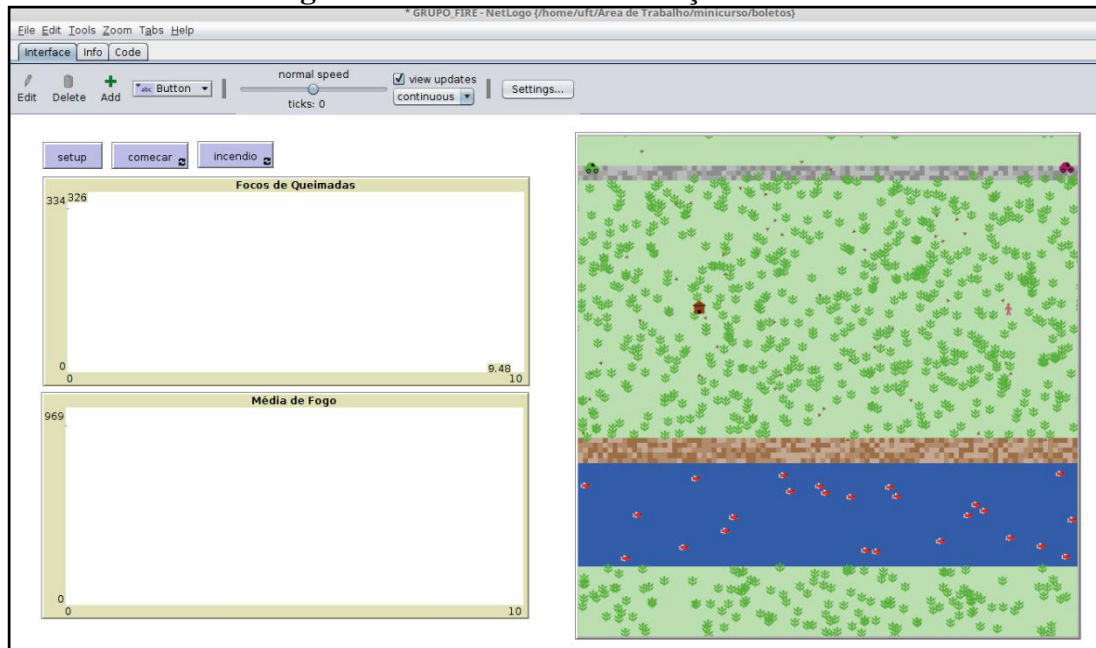 * GRUPO_FIRE - NetLogo {/home/uft/Área de Trabalho/minicurso/boletos}
File Edit Tools Zoom Tabs Help
Interface Info Code
Edit Delete Add abc Button normal speed ticks: 0 view updates continuous Settings...
setup comecar incendio
Focos de Queimadas
334 326
0 9.48
0 10
Média de Fogo
969
0
0 10